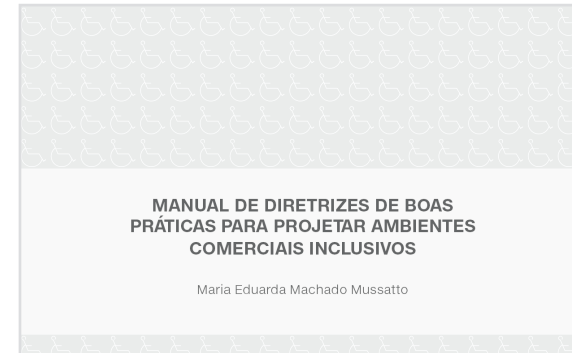 MANUAL DE DIRETRIZES DE BOAS
PRÁTICAS PARA PROJETAR AMBIENTES
COMERCIAIS INCLUSIVOS
Maria Eduarda Machado Mussatto